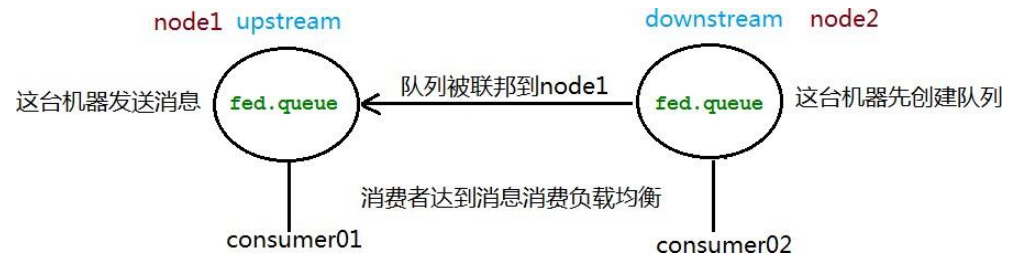 node1 upstream
downstream node2
这台机器发送消息
fed.queue
队列被联邦到node1
fed.queue
这台机器先创建队列
消费者达到消息消费负载均衡
consumer01
consumer02